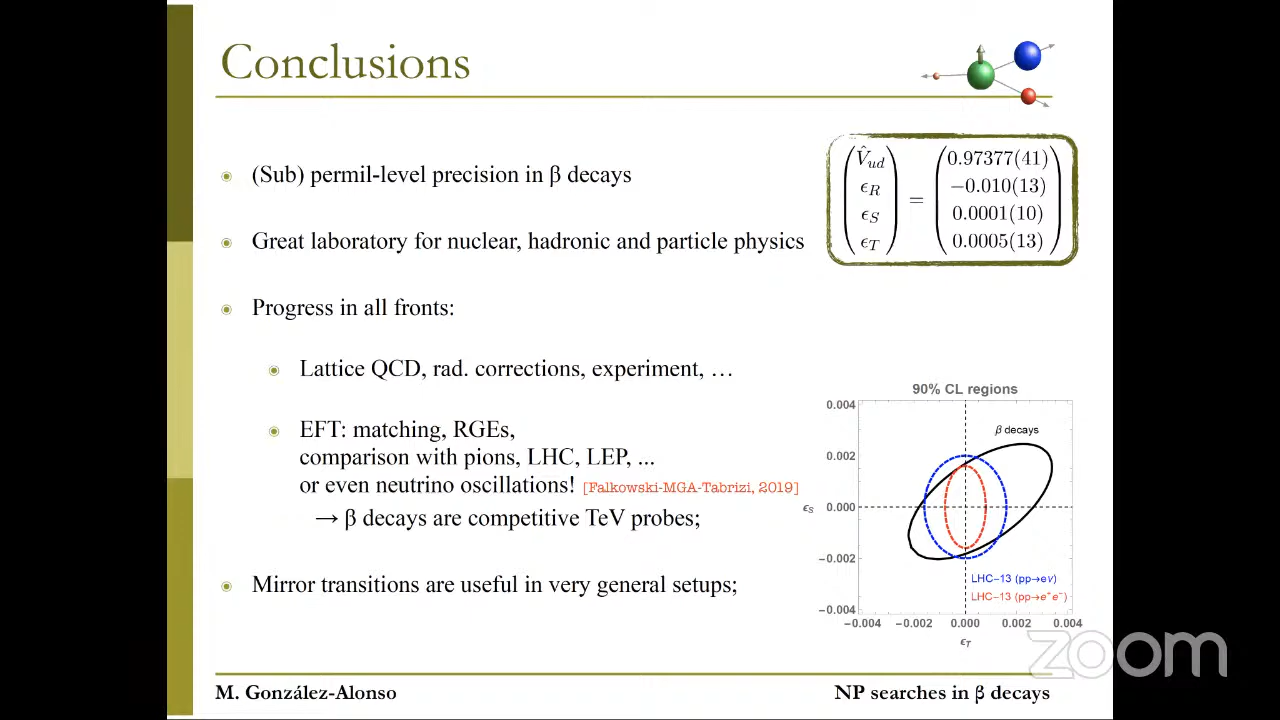 Conclusions
(Sub) permil-level precision in β decays
Great laboratory for nuclear, hadronic and particle physics
V̂ud
ϵR
ϵS
ϵT
=
0.97377(41)
−0.010(13)
0.0001(10)
0.0005(13)
Progress in all fronts:
Lattice QCD, rad. corrections, experiment, …
EFT: matching, RGEs,
comparison with pions, LHC, LEP, ...
or even neutrino oscillations! [Falkowski-MGA-Tabrizi, 2019]
→ β decays are competitive TeV probes;
Mirror transitions are useful in very general setups;
90% CL regions
0.004
β decays
0.002
ϵS
0.000
−0.002
LHC−13 (pp→eν)
LHC−13 (pp→e⁺e⁻)
−0.004
−0.004 −0.002 0.000 0.002 0.004
ϵT
zoom
M. González-Alonso
NP searches in β decays